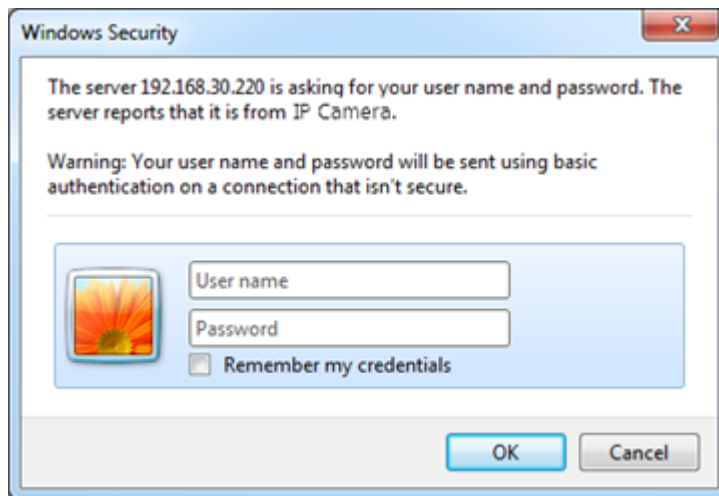 Windows Security
The server 192.168.30.220 is asking for your user name and password. The
server reports that it is from IP Camera.
Warning: Your user name and password will be sent using basic
authentication on a connection that isn't secure.
User name
Password
Remember my credentials
OK Cancel